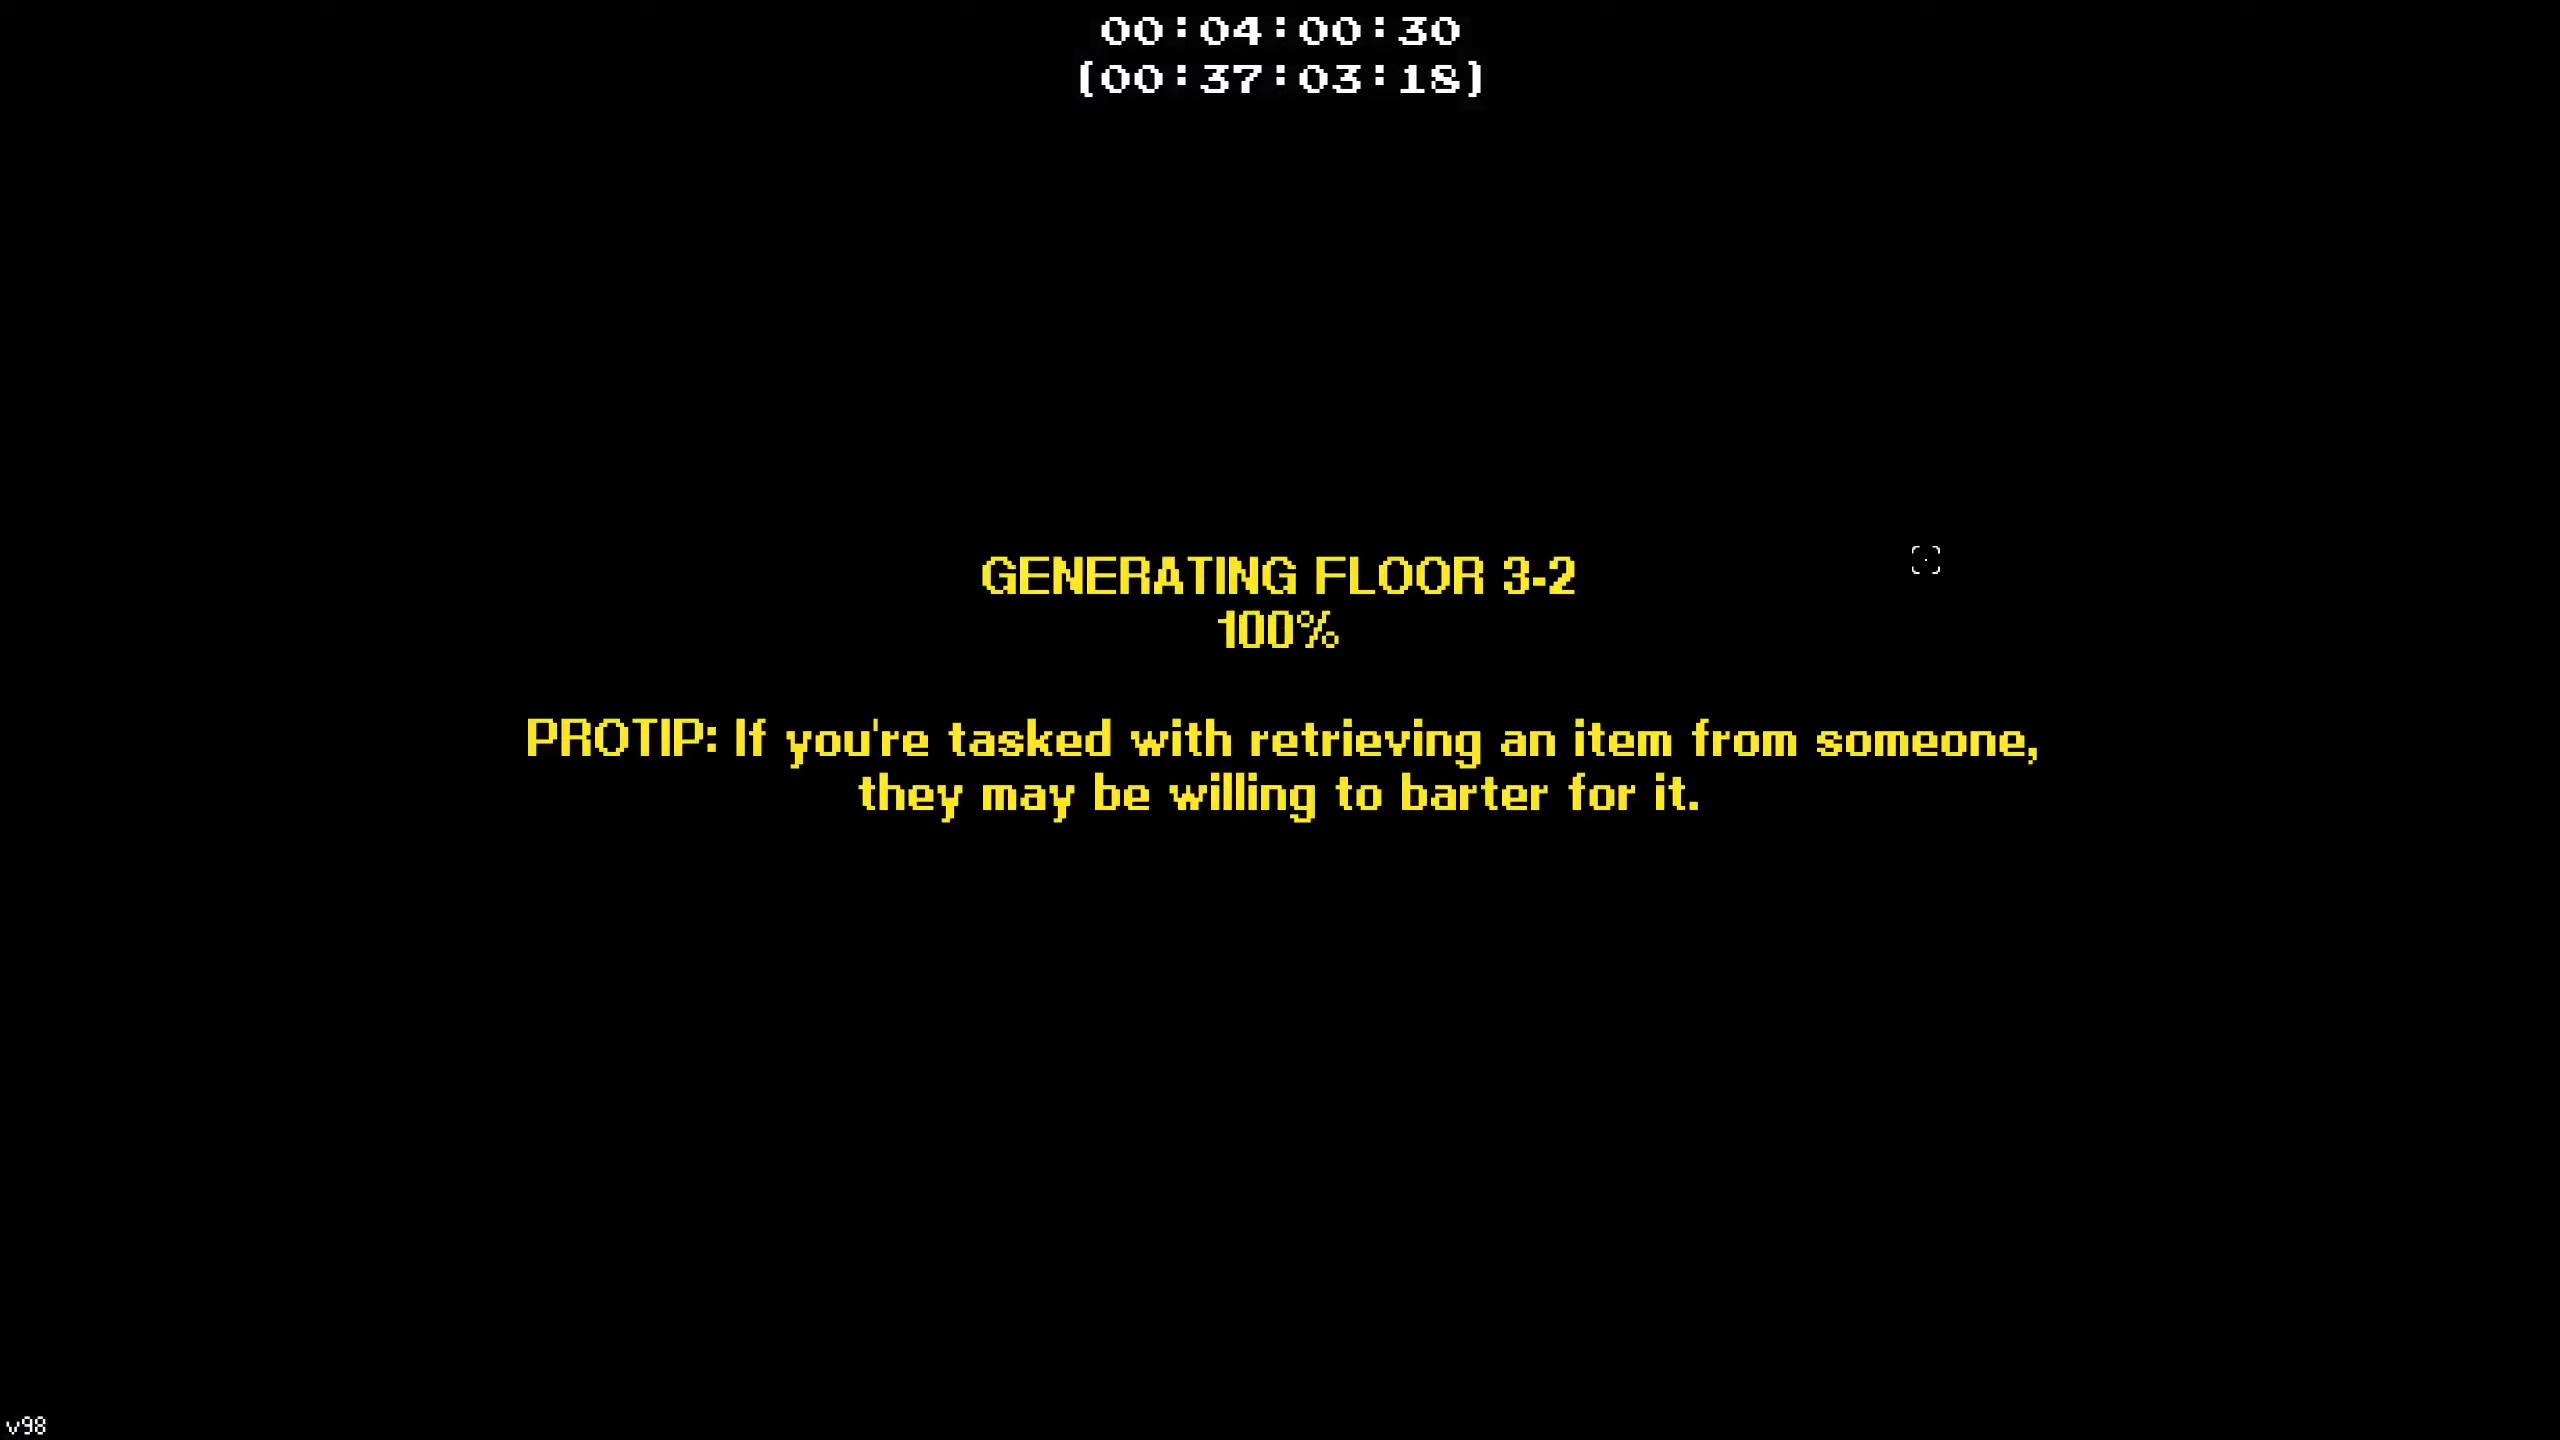 00:04:00:30
[00:37:03:18]
GENERATING FLOOR 3-2
100%
PROTIP: If you're tasked with retrieving an item from someone,
they may be willing to barter for it.
v98